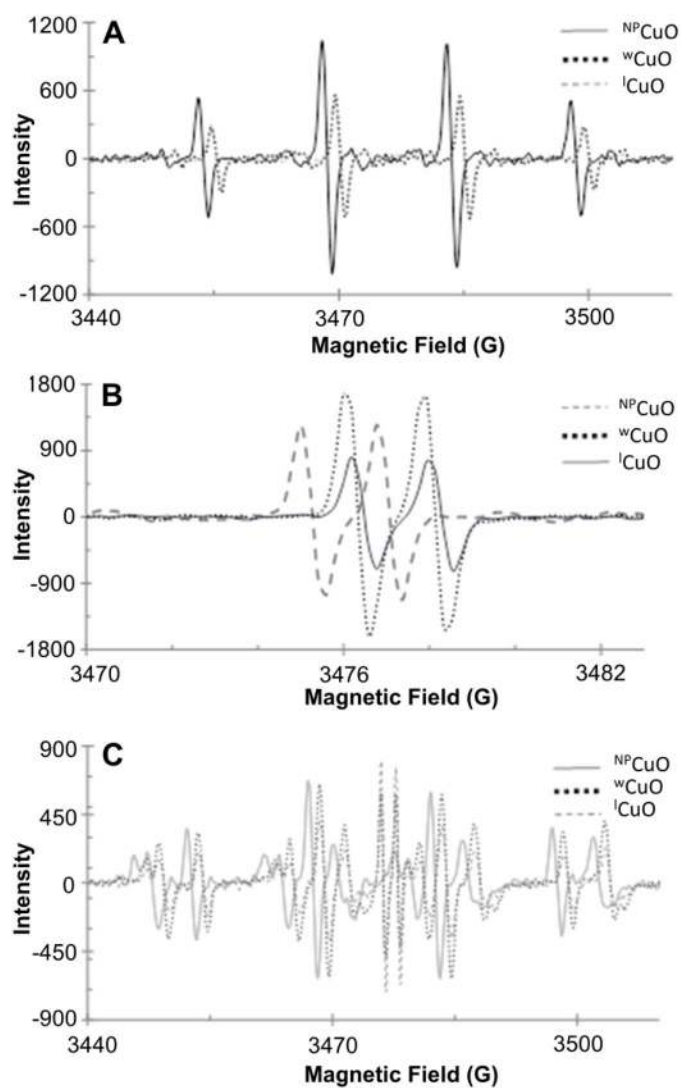 A
NPCuO
wCuO
lCuO
1200
600
0
-600
-1200
Intensity
3440
3470
3500
Magnetic Field (G)
B
NPCuO
wCuO
lCuO
1800
900
0
-900
-1800
Intensity
3470
3476
3482
Magnetic Field (G)
C
NPCuO
wCuO
lCuO
900
450
0
-450
-900
Intensity
3440
3470
3500
Magnetic Field (G)